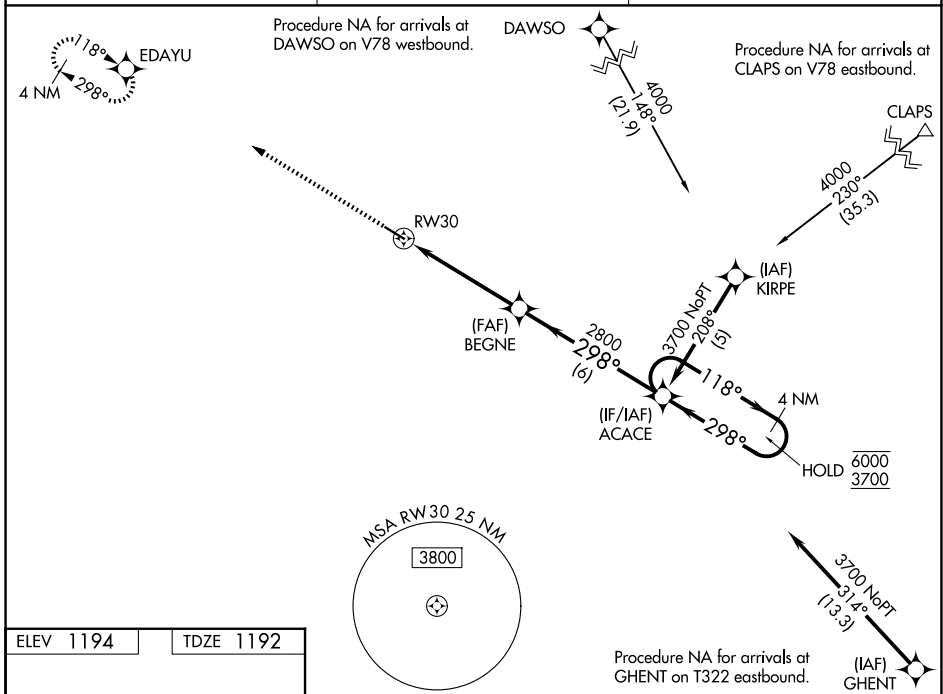 Procedure NA for arrivals at
DAWSO on V78 westbound.
DAWSO
Procedure NA for arrivals at
CLAPS on V78 eastbound.
118°
EDAYU
4 NM
298°
4000
148°
(21.9)
CLAPS
4000
230°
(35.3)
RW30
(IAF)
KIRPE
3700 NoPT
208°
(5)
(FAF)
BEGNE
2800
298°
(6)
118°
4 NM
(IF/IAF)
ACACE
298°
HOLD
6000
3700
MSA RW30 25 NM
3800
3700 NoPT
314°
(13.3)
ELEV 1194
TDZE 1192
Procedure NA for arrivals at
GHENT on T322 eastbound.
(IAF)
GHENT